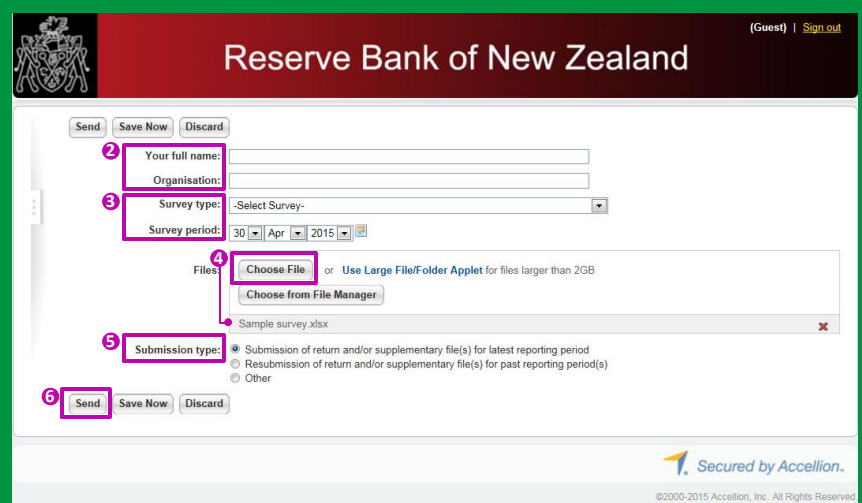 (Guest) | Sign out
Reserve Bank of New Zealand
Send Save Now Discard
2 Your full name:
Organisation:
3 Survey type: -Select Survey-
Survey period: 30 Apr 2015
4
Files: Choose File or Use Large File/Folder Applet for files larger than 2GB
Choose from File Manager
Sample survey.xlsx
5 Submission type: Submission of return and/or supplementary file(s) for latest reporting period
Resubmission of return and/or supplementary file(s) for past reporting period(s)
Other
6 Send Save Now Discard
Secured by Accellion.
©2000-2015 Accellion, Inc. All Rights Reserved